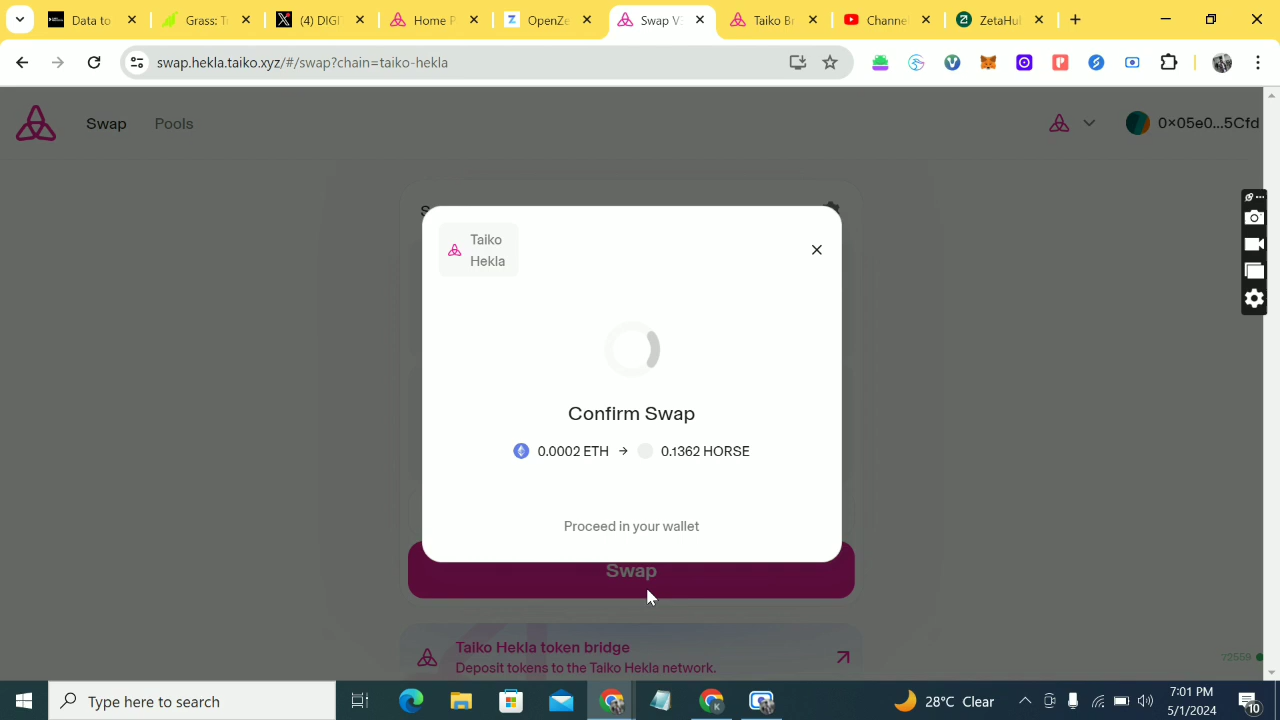 Data to
Grass: T
(4) DIGI
Home P
OpenZe
Swap V
Taiko Br
Channe
ZetaHu
swap.hekla.taiko.xyz/#/swap?chain=taiko-hekla
Swap
Pools
0×05e0...5Cfd
Taiko
Hekla
Confirm Swap
0.0002 ETH → 0.1362 HORSE
Proceed in your wallet
Swap
Taiko Hekla token bridge
Deposit tokens to the Taiko Hekla network.
72559
Type here to search
28°C Clear
7:01 PM
5/1/2024
10